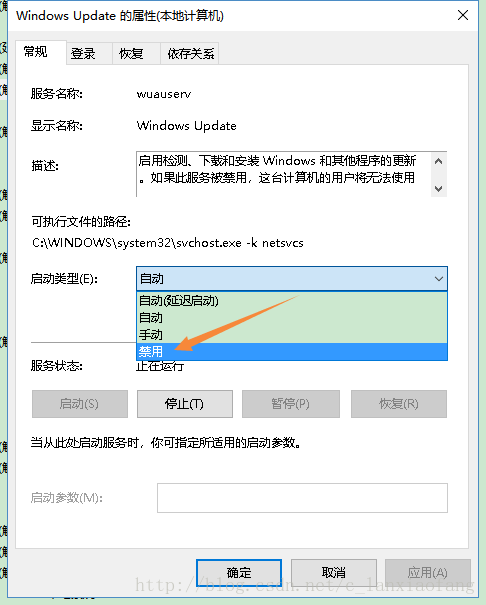 Windows Update 的属性(本地计算机)
常规 登录 恢复 依存关系
服务名称: wuauserv
显示名称: Windows Update
描述: 启用检测、下载和安装 Windows 和其他程序的更新
。如果此服务被禁用，这台计算机的用户将无法使用
可执行文件的路径:
C:\WINDOWS\system32\svchost.exe -k netsvcs
启动类型(E): 自动
自动(延迟启动)
自动
手动
禁用
服务状态: 正在运行
启动(S) 停止(T) 暂停(P) 恢复(R)
当从此处启动服务时，你可指定所适用的启动参数。
启动参数(M):
确定 取消 应用(A)